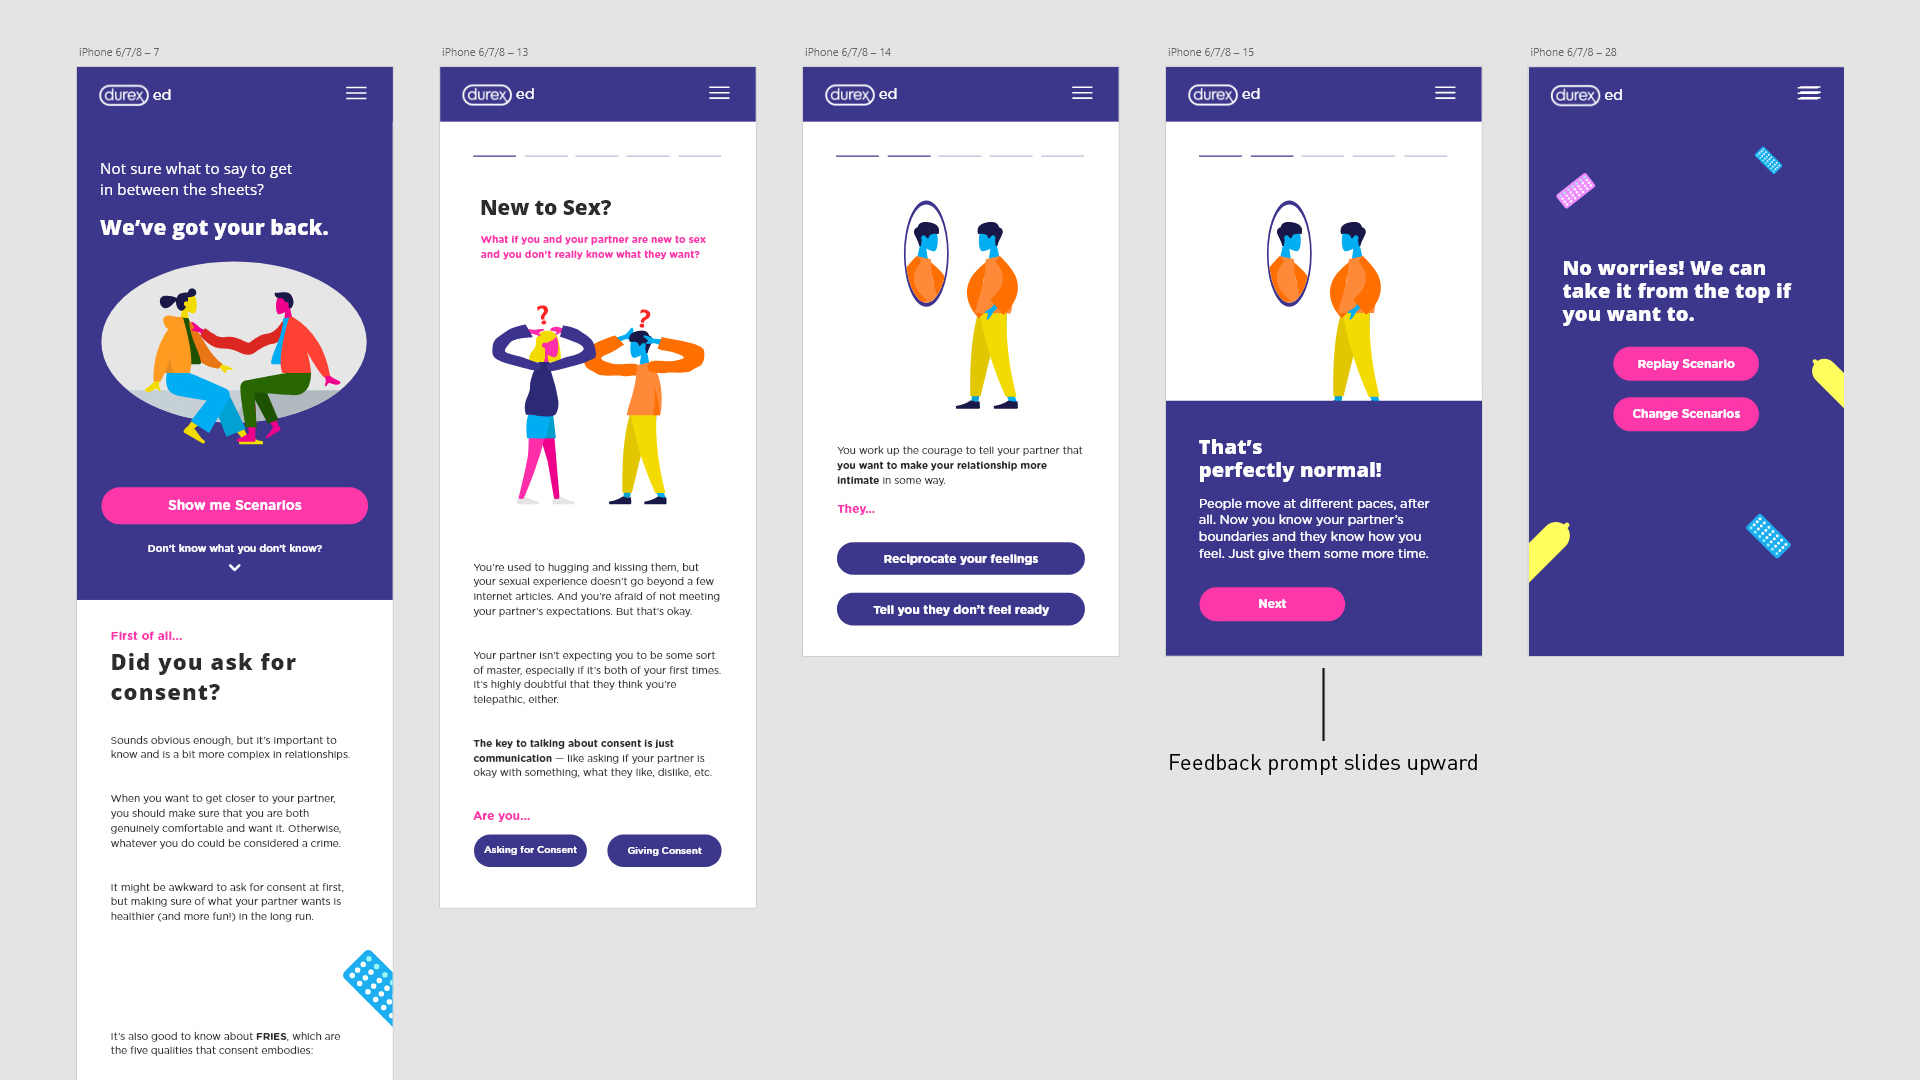 iPhone 6/7/8 – 7
durex ed
Not sure what to say to get
in between the sheets?
We've got your back.
Show me Scenarios
Don't know what you don't know?
First of all...
Did you ask for
consent?
Sounds obvious enough, but it's important to
know and is a bit more complex in relationships.
When you want to get closer to your partner,
you should make sure that you are both
genuinely comfortable and want it. Otherwise,
whatever you do could be considered a crime.
It might be awkward to ask for consent at first,
but making sure of what your partner wants is
healthier (and more fun!) in the long run.
It's also good to know about FRIES, which are
the five qualities that consent embodies:
iPhone 6/7/8 – 13
durex ed
New to Sex?
What if you and your partner are new to sex
and you don't really know what they want?
? ?
You're used to hugging and kissing them, but
your sexual experience doesn't go beyond a few
internet articles. And you're afraid of not meeting
your partner's expectations. But that's okay.
Your partner isn't expecting you to be some sort
of master, especially if it's both of your first times.
It's highly doubtful that they think you're
telepathic, either.
The key to talking about consent is just
communication — like asking if your partner is
okay with something, what they like, dislike, etc.
Are you...
Asking for Consent
Giving Consent
iPhone 6/7/8 – 14
durex ed
You work up the courage to tell your partner that
you want to make your relationship more
intimate in some way.
They...
Reciprocate your feelings
Tell you they don't feel ready
iPhone 6/7/8 – 15
durex ed
That's
perfectly normal!
People move at different paces, after
all. Now you know your partner's
boundaries and they know how you
feel. Just give them some more time.
Next
Feedback prompt slides upward
iPhone 6/7/8 – 28
durex ed
No worries! We can
take it from the top if
you want to.
Replay Scenario
Change Scenarios